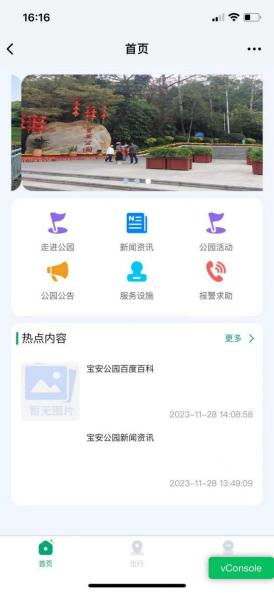 16:16
首页
走进公园
新闻资讯
公园活动
公园公告
服务设施
报警求助
热点内容
更多
宝安公园百度百科
暂无图片
2023-11-28 14:08:58
宝安公园新闻资讯
2023-11-28 13:49:09
首页
出行
vConsole